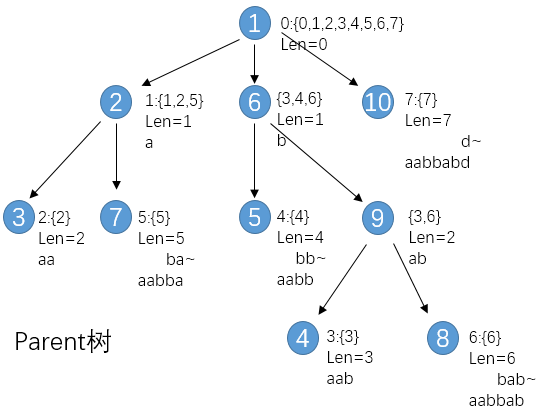 1
0:{0,1,2,3,4,5,6,7}
Len=0
2
1:{1,2,5}
Len=1
a
6
{3,4,6}
Len=1
b
10
7:{7}
Len=7
d~
aabbabd
3
2:{2}
Len=2
aa
7
5:{5}
Len=5
ba~
aabba
5
4:{4}
Len=4
bb~
aabb
9
{3,6}
Len=2
ab
4
3:{3}
Len=3
aab
8
6:{6}
Len=6
bab~
aabbab
Parent树